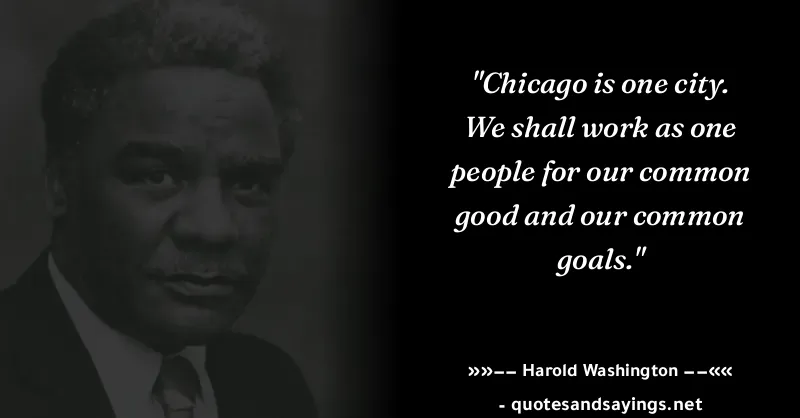 "Chicago is one city.
We shall work as one
people for our common
good and our common
goals."
»»–– Harold Washington ––««
- quotesandsayings.net